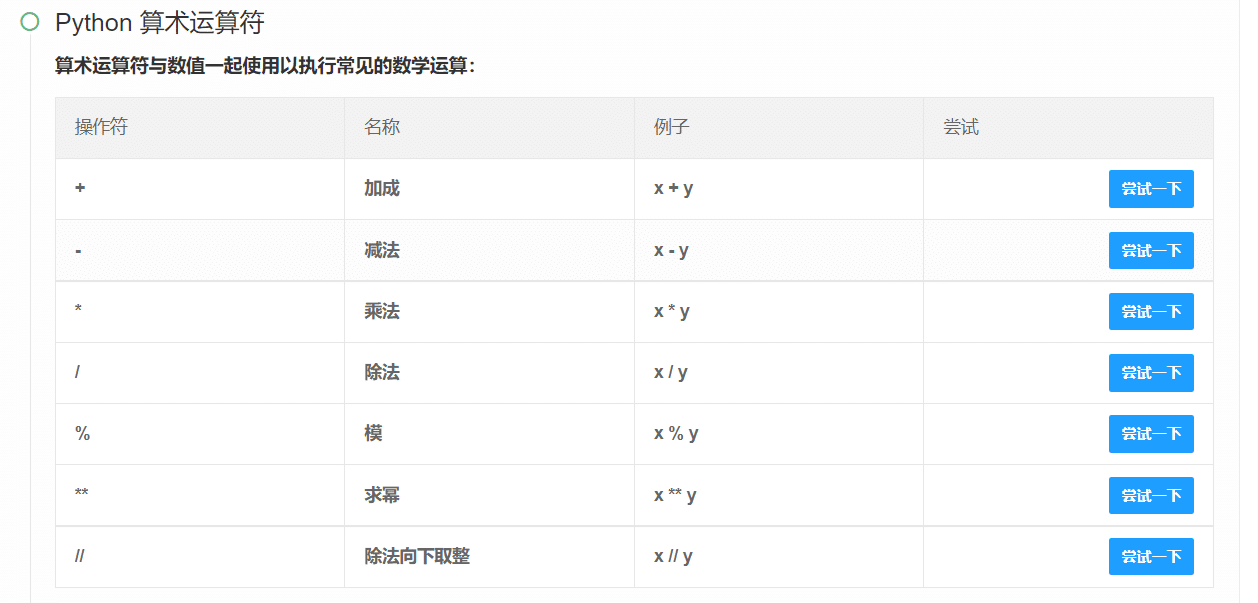 Python 算术运算符
算术运算符与数值一起使用以执行常见的数学运算：
操作符 名称 例子 尝试
+ 加成 x + y 尝试一下
- 减法 x - y 尝试一下
* 乘法 x * y 尝试一下
/ 除法 x / y 尝试一下
% 模 x % y 尝试一下
** 求幂 x ** y 尝试一下
// 除法向下取整 x // y 尝试一下